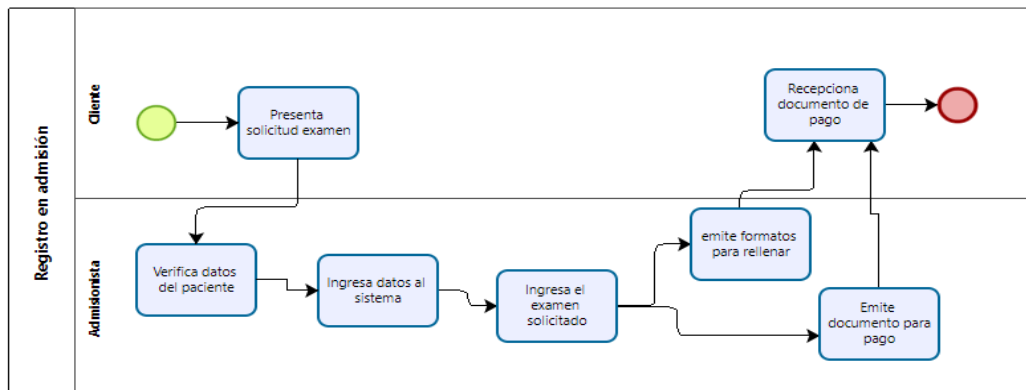 Registro en admisión
Cliente
Presenta
solicitud examen
Recepciona
documento de
pago
Admisionista
Verifica datos
del paciente
Ingresa datos al
sistema
Ingresa el
examen
solicitado
emite formatos
para rellenar
Emite
documento para
pago